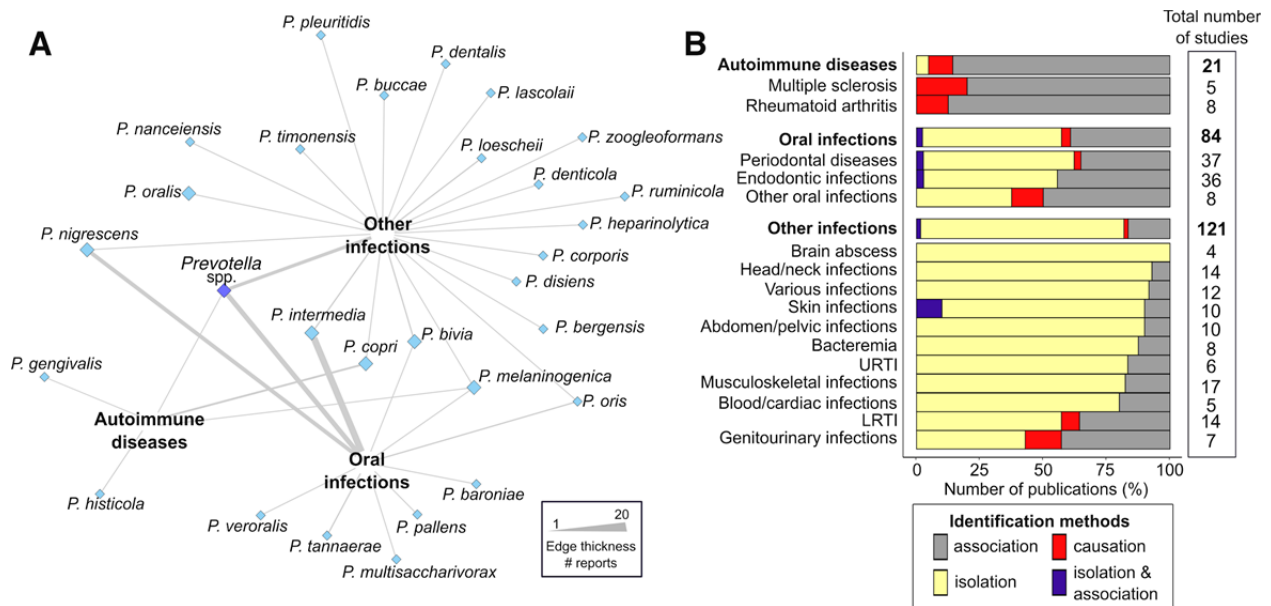 A
P. pleuritidis
P. dentalis
P. buccae
P. lascolaii
P. nanceiensis
P. timonensis
P. loescheii
P. zoogleoformans
P. oralis
P. denticola
P. ruminicola
P. nigrescens
Other
infections
P. heparinolytica
Prevotella
spp.
P. corporis
P. disiens
P. intermedia
P. bivia
P. bergensis
P. copri
P. gengivalis
P. melaninogenica
P. oris
Autoimmune
diseases
Oral
infections
P. histicola
P. baroniae
P. veroralis
P. pallens
P. tannaerae
P. multisaccharivorax
1
20
Edge thickness
# reports
B
Total number
of studies
Autoimmune diseases 21
Multiple sclerosis 5
Rheumatoid arthritis 8
Oral infections 84
Periodontal diseases 37
Endodontic infections 36
Other oral infections 8
Other infections 121
Brain abscess 4
Head/neck infections 14
Various infections 12
Skin infections 10
Abdomen/pelvic infections 10
Bacteremia 8
URTI 6
Musculoskeletal infections 17
Blood/cardiac infections 5
LRTI 14
Genitourinary infections 7
0 25 50 75 100
Number of publications (%)
Identification methods
association
causation
isolation
isolation &
association